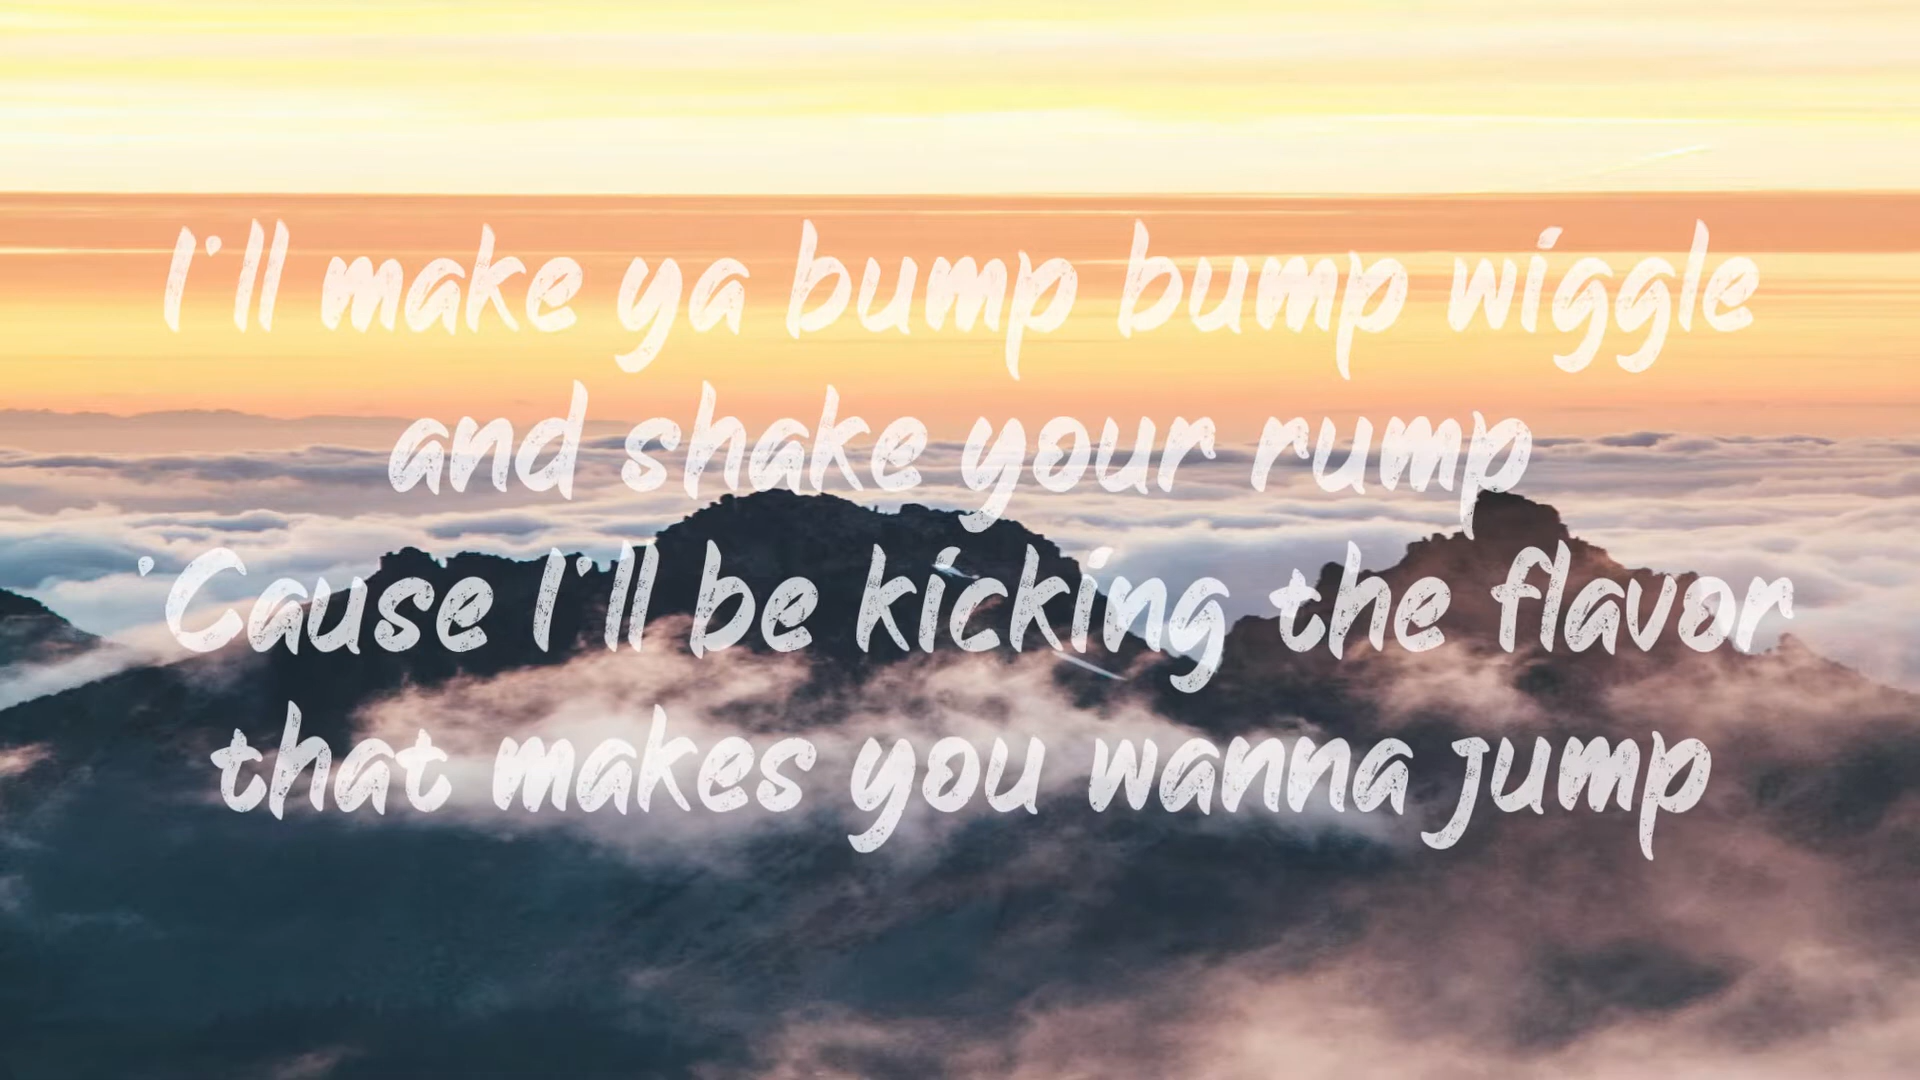 I'll make ya bump bump wiggle
and shake your rump
'Cause I'll be kicking the flavor
that makes you wanna jump